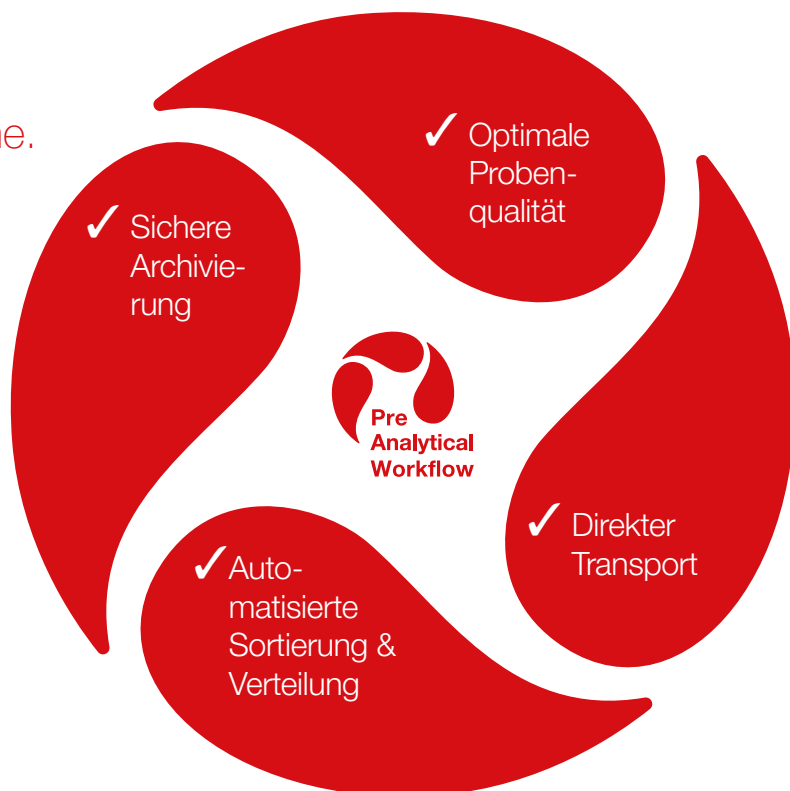 ne.
✓ Optimale
Proben-
qualität
✓ Sichere
Archivie-
rung
Pre
Analytical
Workflow
✓ Direkter
Transport
✓ Auto-
matisierte
Sortierung &
Verteilung